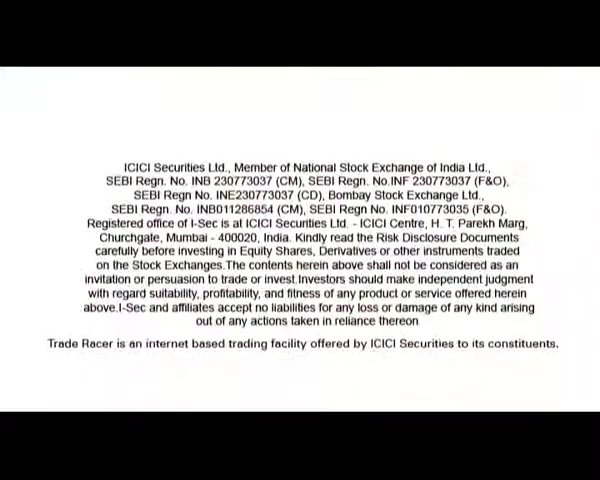 ICICI Securities Ltd., Member of National Stock Exchange of India Ltd.,
SEBI Regn. No. INB 230773037 (CM), SEBI Regn. No.INF 230773037 (F&O),
SEBI Regn No. INE230773037 (CD), Bombay Stock Exchange Ltd.,
SEBI Regn. No. INB011286854 (CM), SEBI Regn No. INF010773035 (F&O).
Registered office of I-Sec is at ICICI Securities Ltd. - ICICI Centre, H. T. Parekh Marg,
Churchgate, Mumbai - 400020, India. Kindly read the Risk Disclosure Documents
carefully before investing in Equity Shares, Derivatives or other instruments traded
on the Stock Exchanges.The contents herein above shall not be considered as an
invitation or persuasion to trade or invest.Investors should make independent judgment
with regard suitability, profitability, and fitness of any product or service offered herein
above.I-Sec and affiliates accept no liabilities for any loss or damage of any kind arising
out of any actions taken in reliance thereon
Trade Racer is an internet based trading facility offered by ICICI Securities to its constituents.